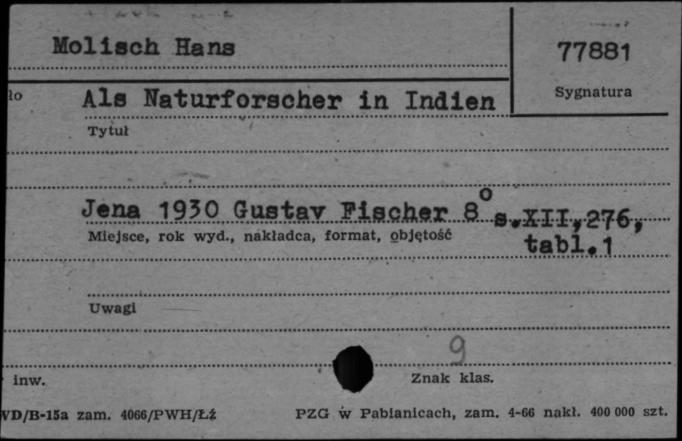 Molisch Hans
77881
Sygnatura
Als Naturforscher in Indien
Tytuł
Jena 1930 Gustav Fischer 8° s.XII,276,
tabl.1
Miejsce, rok wyd., nakładca, format, objętość
Uwagi
9
inw.
Znak klas.
VD/B-15a zam. 4066/PWH/Łź
PZG w Pabianicach, zam. 4-66 nakł. 400 000 szt.